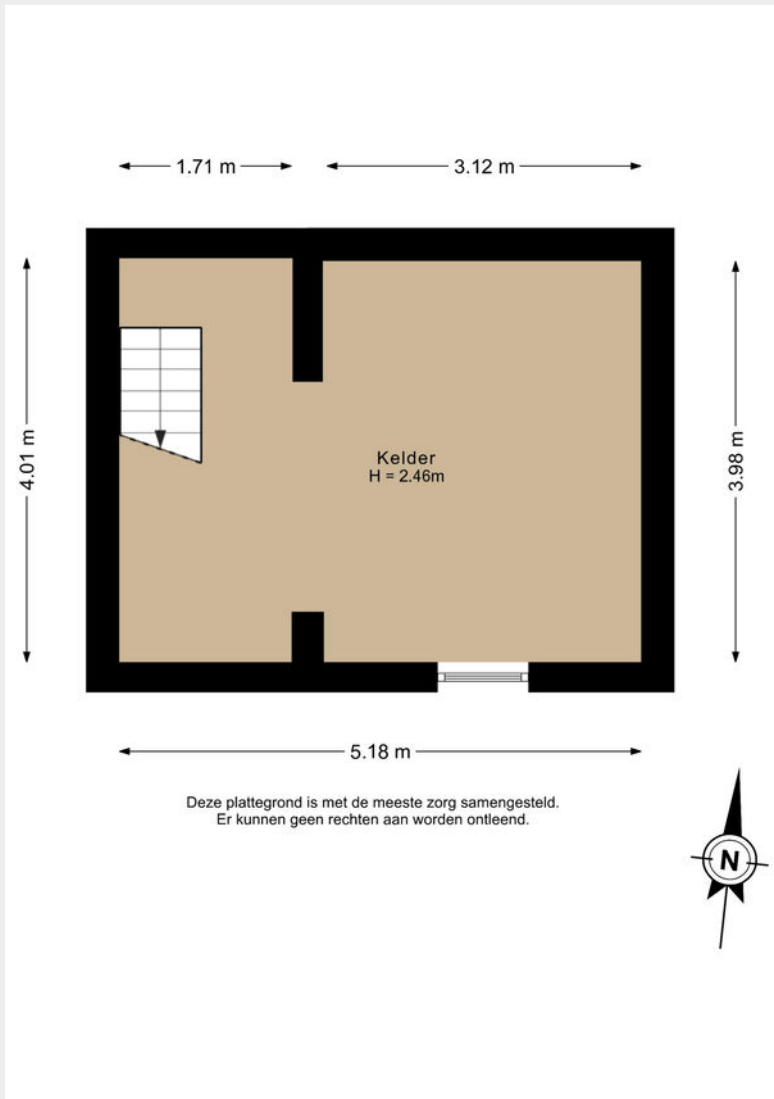 1.71 m
3.12 m
4.01 m
3.98 m
Kelder
H = 2.46m
5.18 m
Deze plattegrond is met de meeste zorg samengesteld.
Er kunnen geen rechten aan worden ontleend.
N